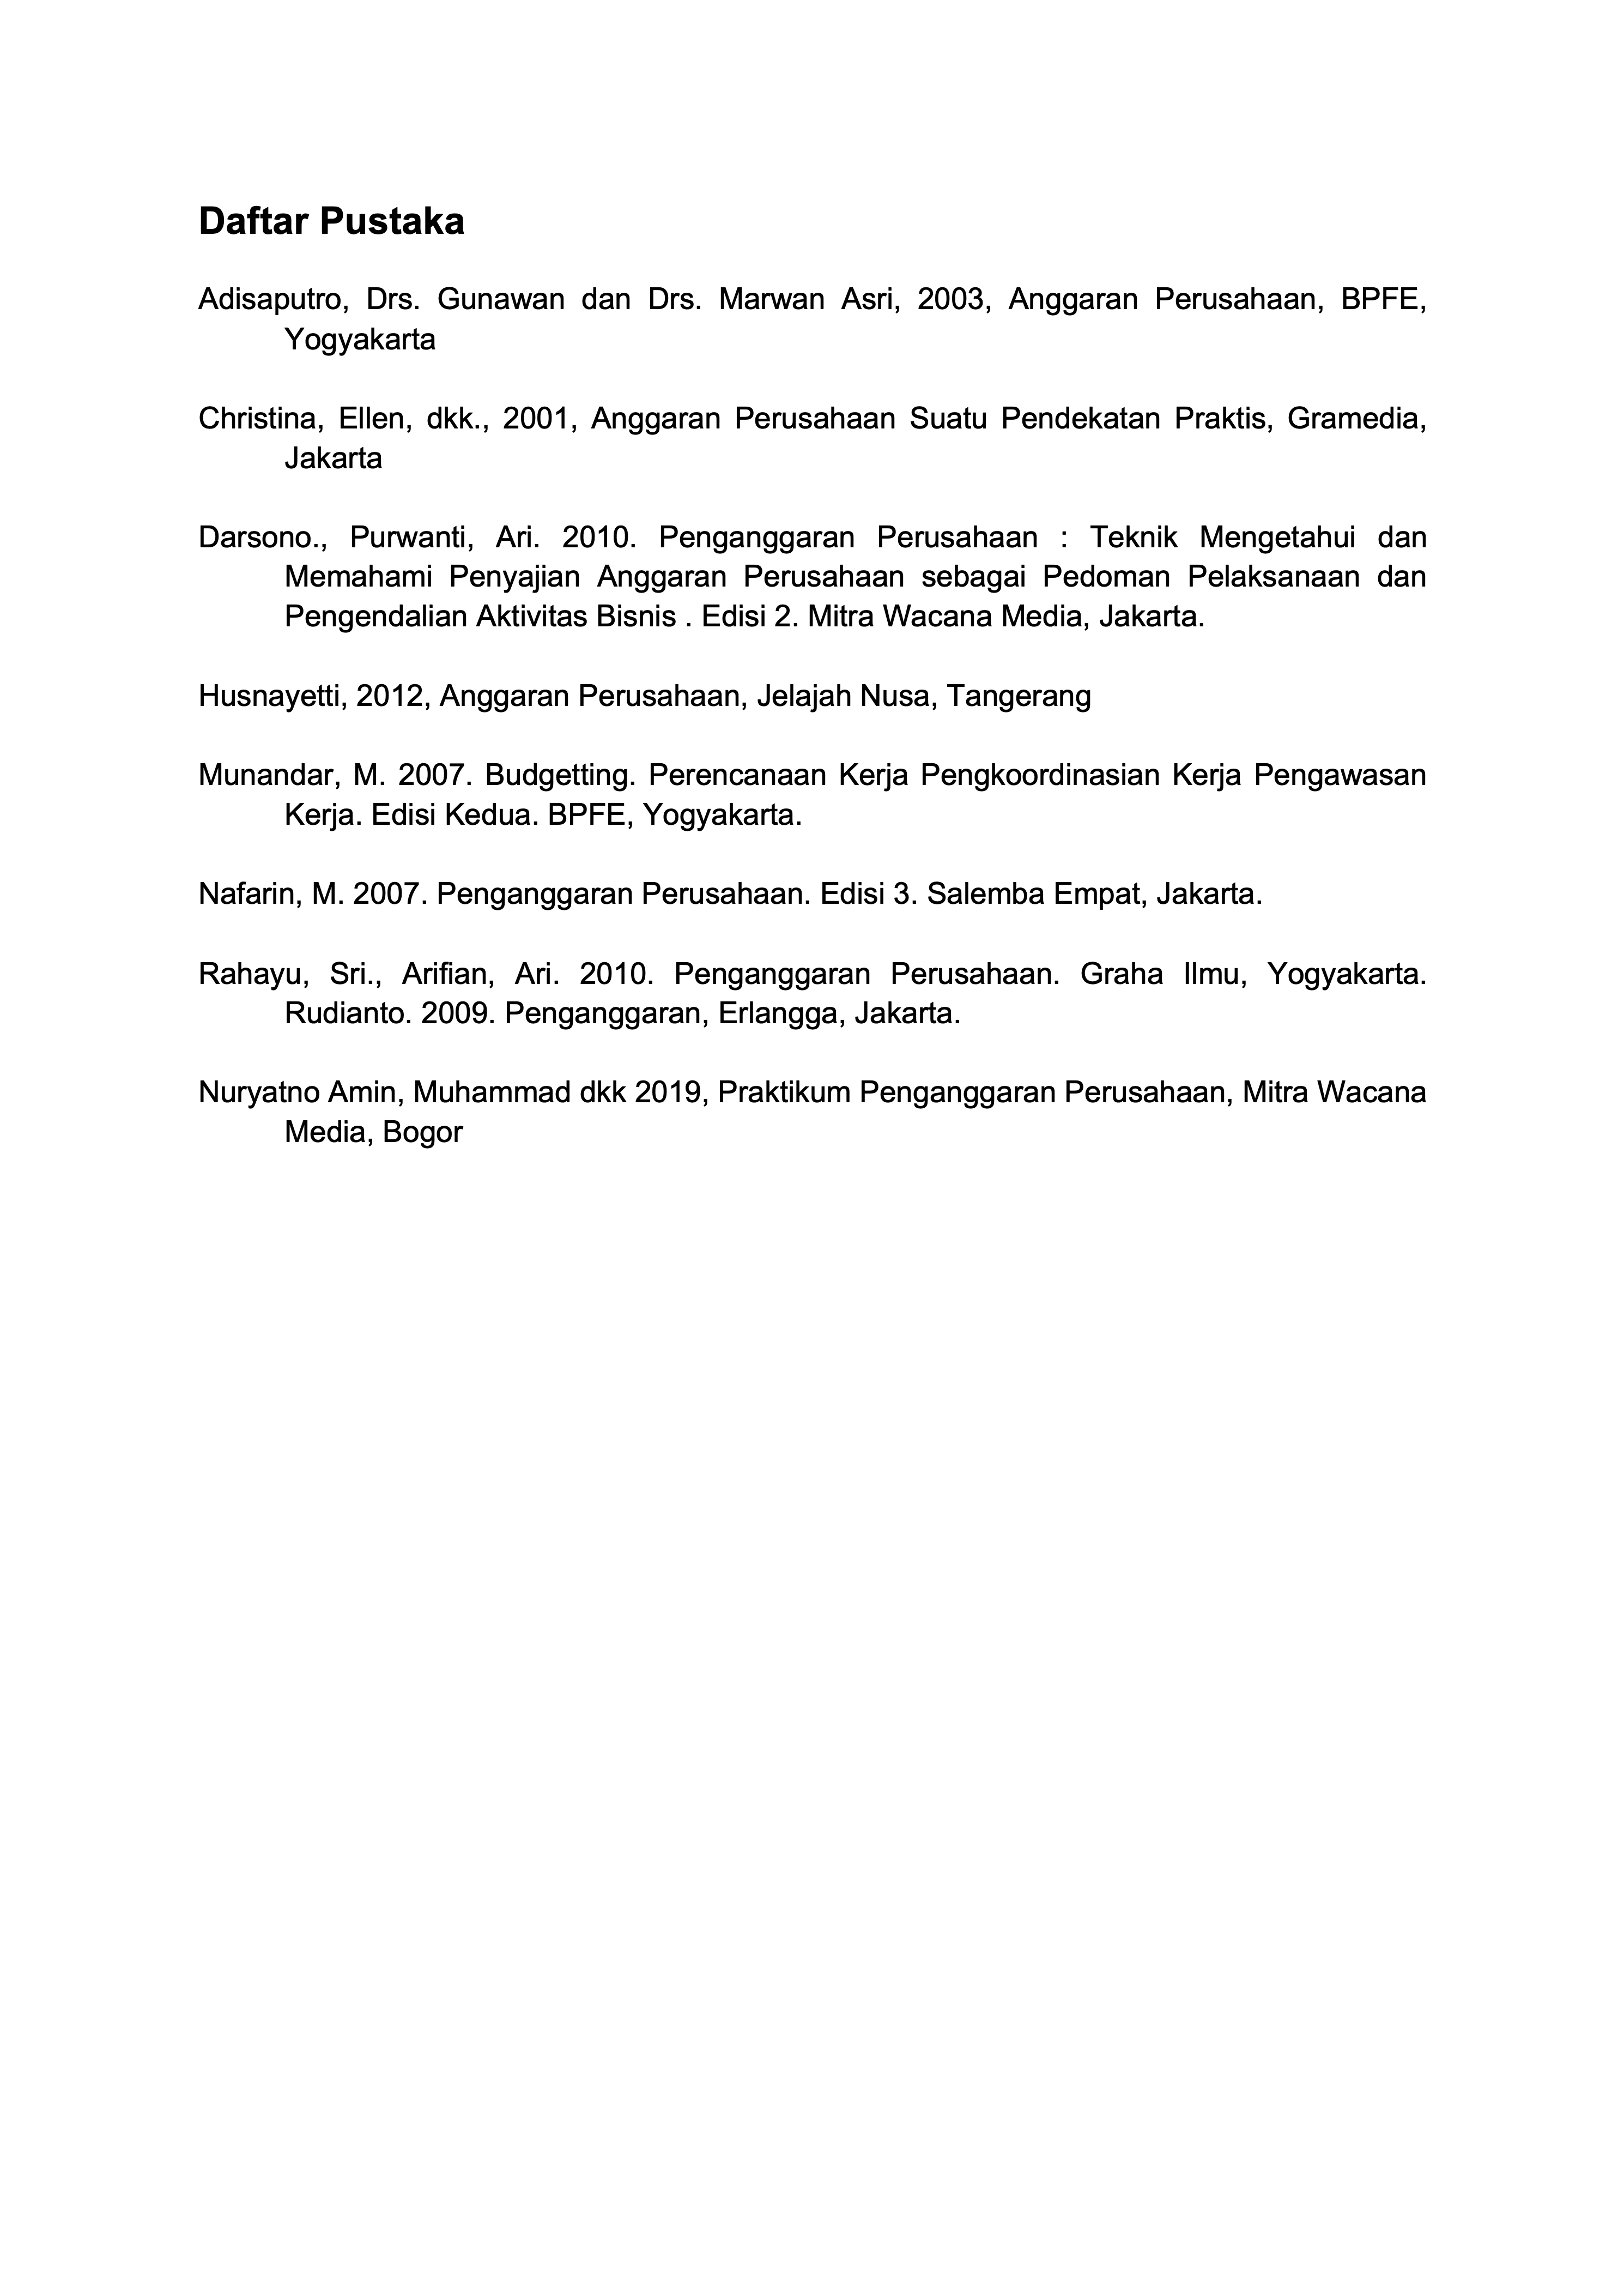 Daftar Pustaka
Adisaputro, Drs. Gunawan dan Drs. Marwan Asri, 2003, Anggaran Perusahaan, BPFE,
Yogyakarta
Christina, Ellen, dkk., 2001, Anggaran Perusahaan Suatu Pendekatan Praktis, Gramedia,
Jakarta
Darsono., Purwanti, Ari. 2010. Penganggaran Perusahaan : Teknik Mengetahui dan
Memahami Penyajian Anggaran Perusahaan sebagai Pedoman Pelaksanaan dan
Pengendalian Aktivitas Bisnis . Edisi 2. Mitra Wacana Media, Jakarta.
Husnayetti, 2012, Anggaran Perusahaan, Jelajah Nusa, Tangerang
Munandar, M. 2007. Budgetting. Perencanaan Kerja Pengkoordinasian Kerja Pengawasan
Kerja. Edisi Kedua. BPFE, Yogyakarta.
Nafarin, M. 2007. Penganggaran Perusahaan. Edisi 3. Salemba Empat, Jakarta.
Rahayu, Sri., Arifian, Ari. 2010. Penganggaran Perusahaan. Graha Ilmu, Yogyakarta.
Rudianto. 2009. Penganggaran, Erlangga, Jakarta.
Nuryatno Amin, Muhammad dkk 2019, Praktikum Penganggaran Perusahaan, Mitra Wacana
Media, Bogor